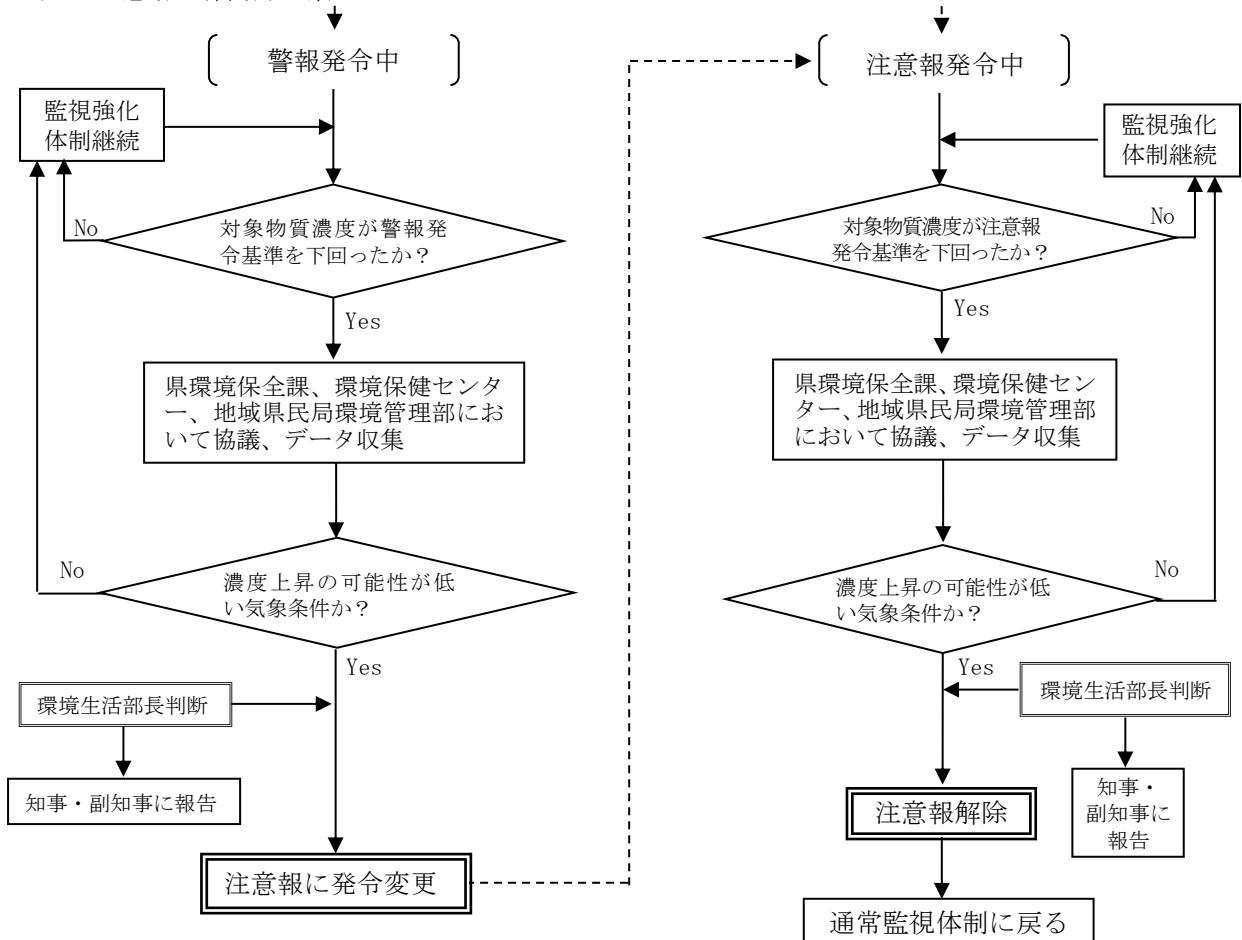 警報発令中
監視強化
体制継続
No
対象物質濃度が警報発
令基準を下回ったか？
Yes
県環境保全課、環境保健センタ
ー、地域県民局環境管理部にお
いて協議、データ収集
No
濃度上昇の可能性が低
い気象条件か？
Yes
環境生活部長判断
知事・副知事に報告
注意報に発令変更
注意報発令中
監視強化
体制継続
No
対象物質濃度が注意報
発令基準を下回ったか？
Yes
県環境保全課、環境保健セン
ター、地域県民局環境管理部
において協議、データ収集
No
濃度上昇の可能性が低
い気象条件か？
Yes
環境生活部長判断
知事・
副知事に
報告
注意報解除
通常監視体制に戻る